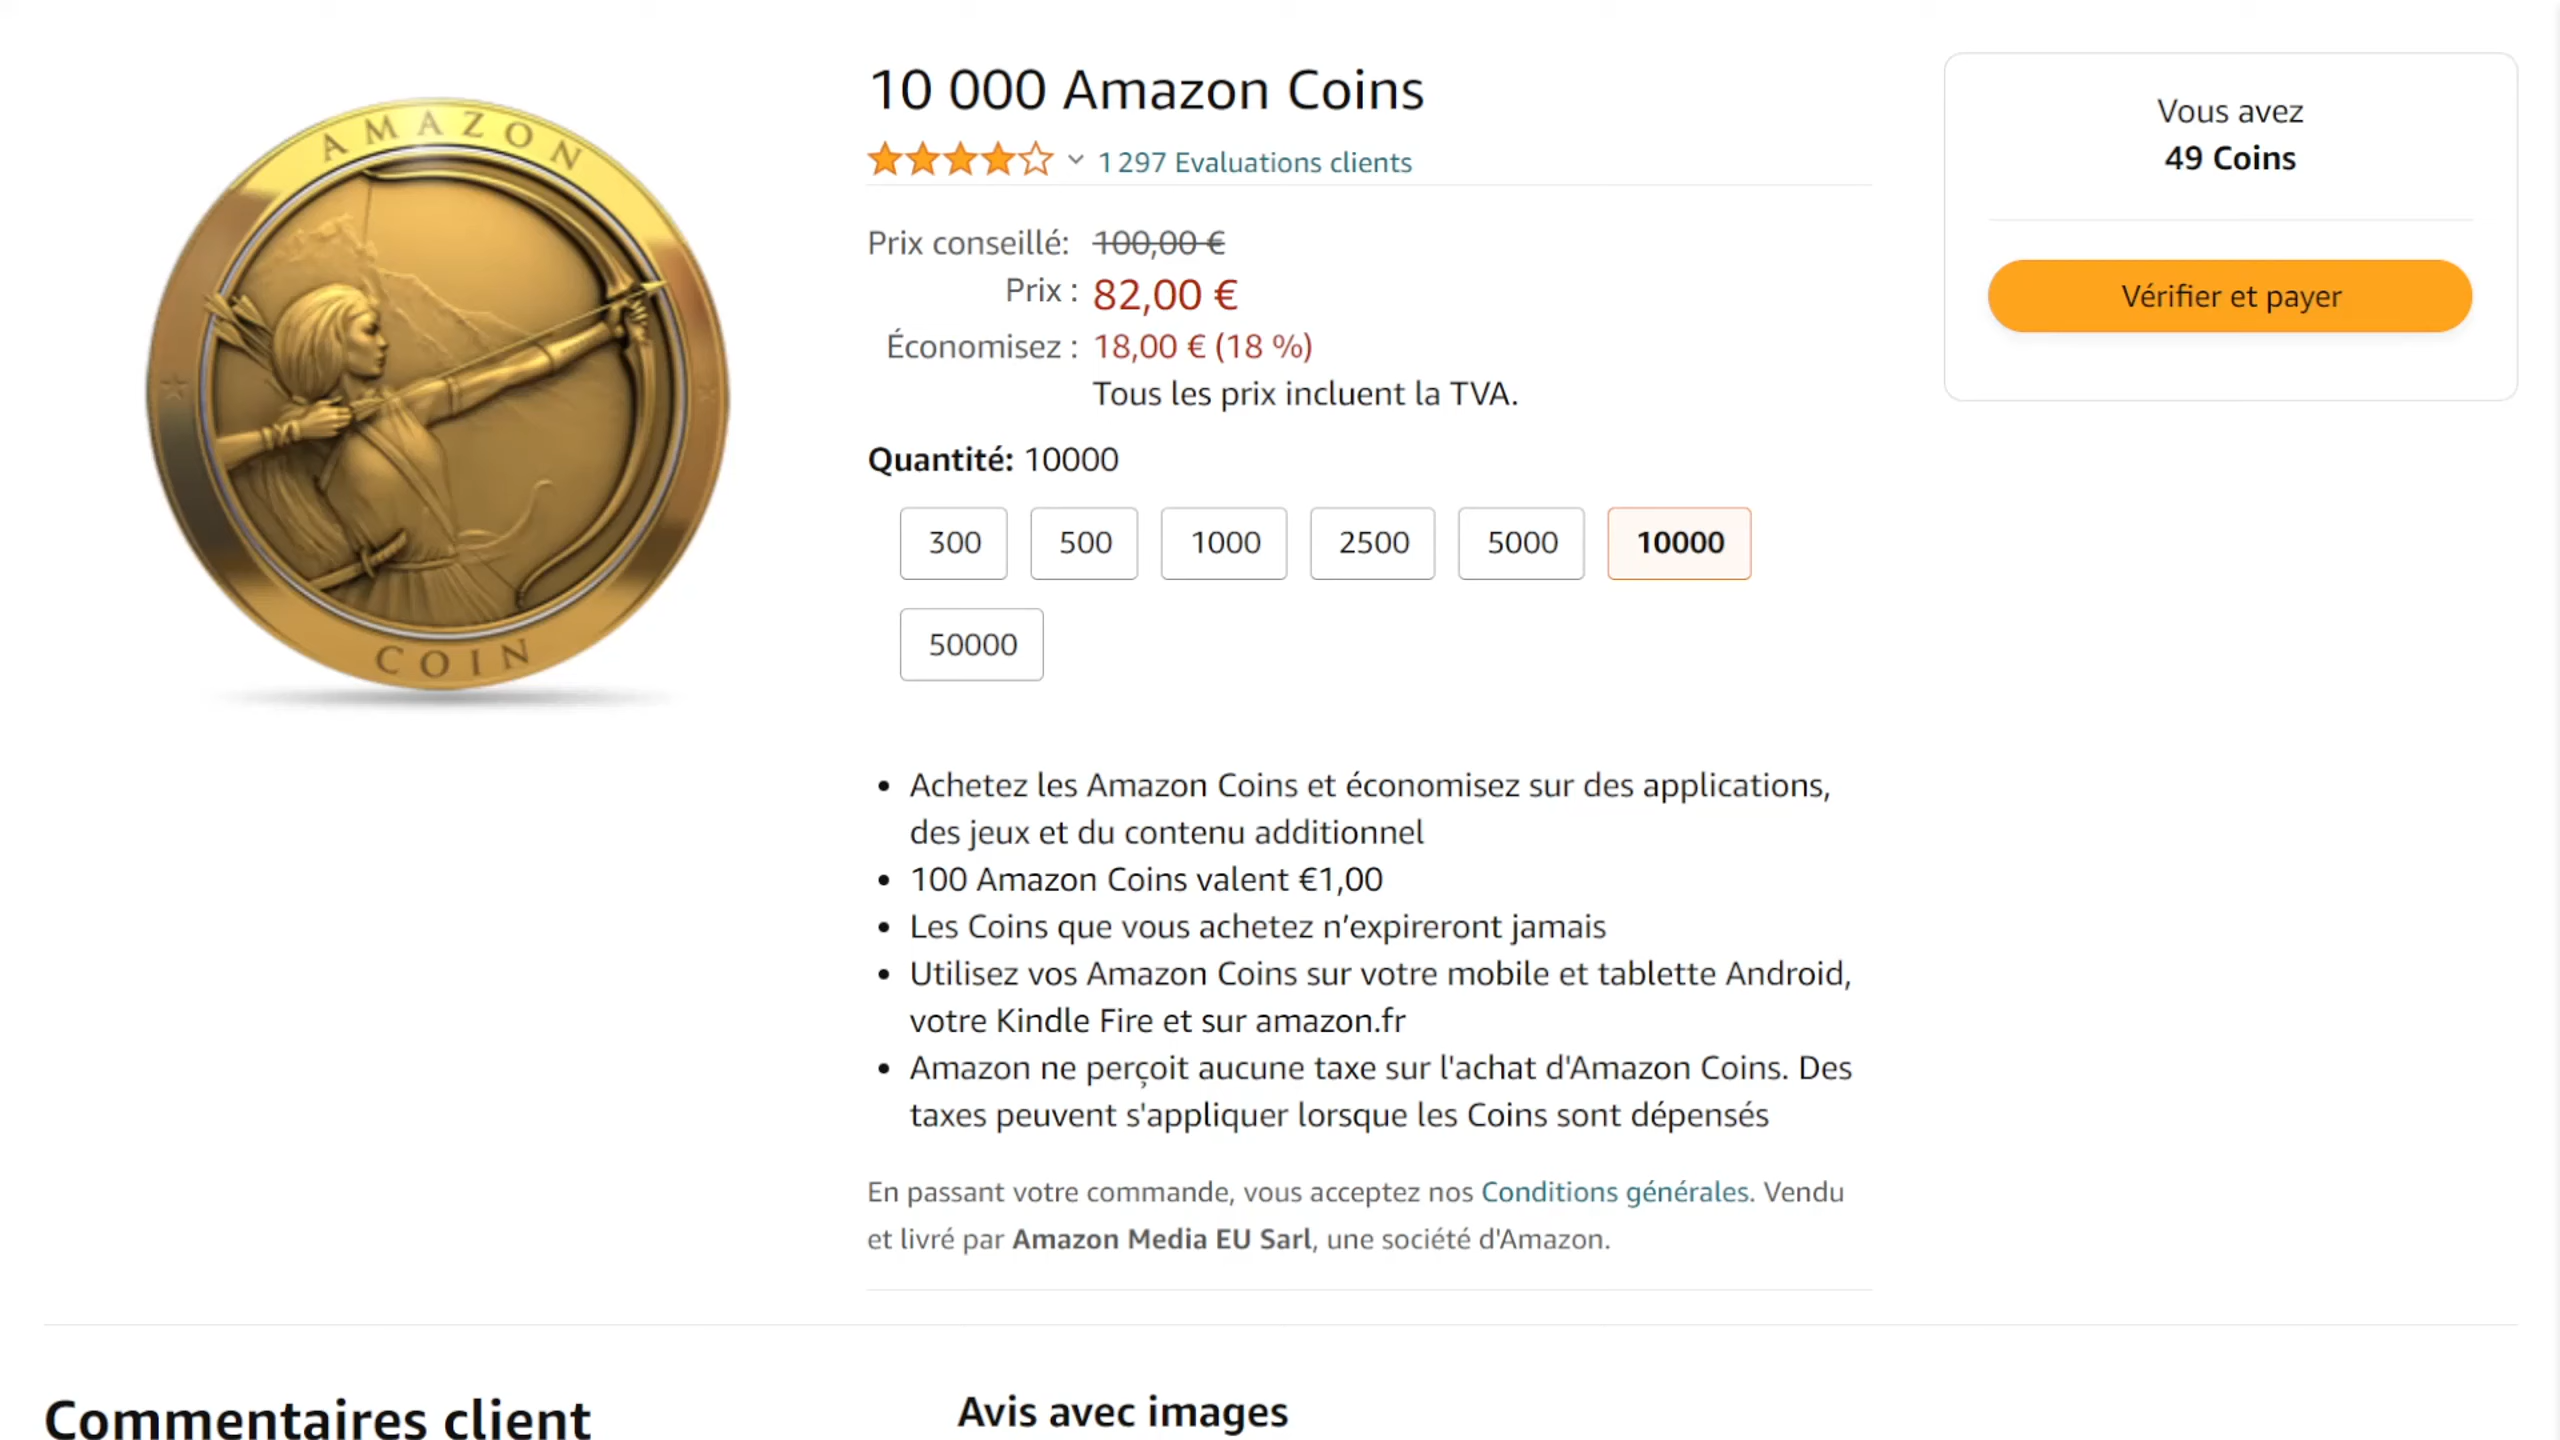 AMAZON
COIN
10 000 Amazon Coins
1 297 Evaluations clients
Prix conseillé: 100,00 €
Prix : 82,00 €
Économisez : 18,00 € (18 %)
Tous les prix incluent la TVA.
Quantité: 10000
300 500 1000 2500 5000 10000
50000
• Achetez les Amazon Coins et économisez sur des applications,
des jeux et du contenu additionnel
• 100 Amazon Coins valent €1,00
• Les Coins que vous achetez n’expireront jamais
• Utilisez vos Amazon Coins sur votre mobile et tablette Android,
votre Kindle Fire et sur amazon.fr
• Amazon ne perçoit aucune taxe sur l'achat d'Amazon Coins. Des
taxes peuvent s'appliquer lorsque les Coins sont dépensés
En passant votre commande, vous acceptez nos Conditions générales. Vendu
et livré par Amazon Media EU Sarl, une société d'Amazon.
Vous avez
49 Coins
Vérifier et payer
Commentaires client
Avis avec images